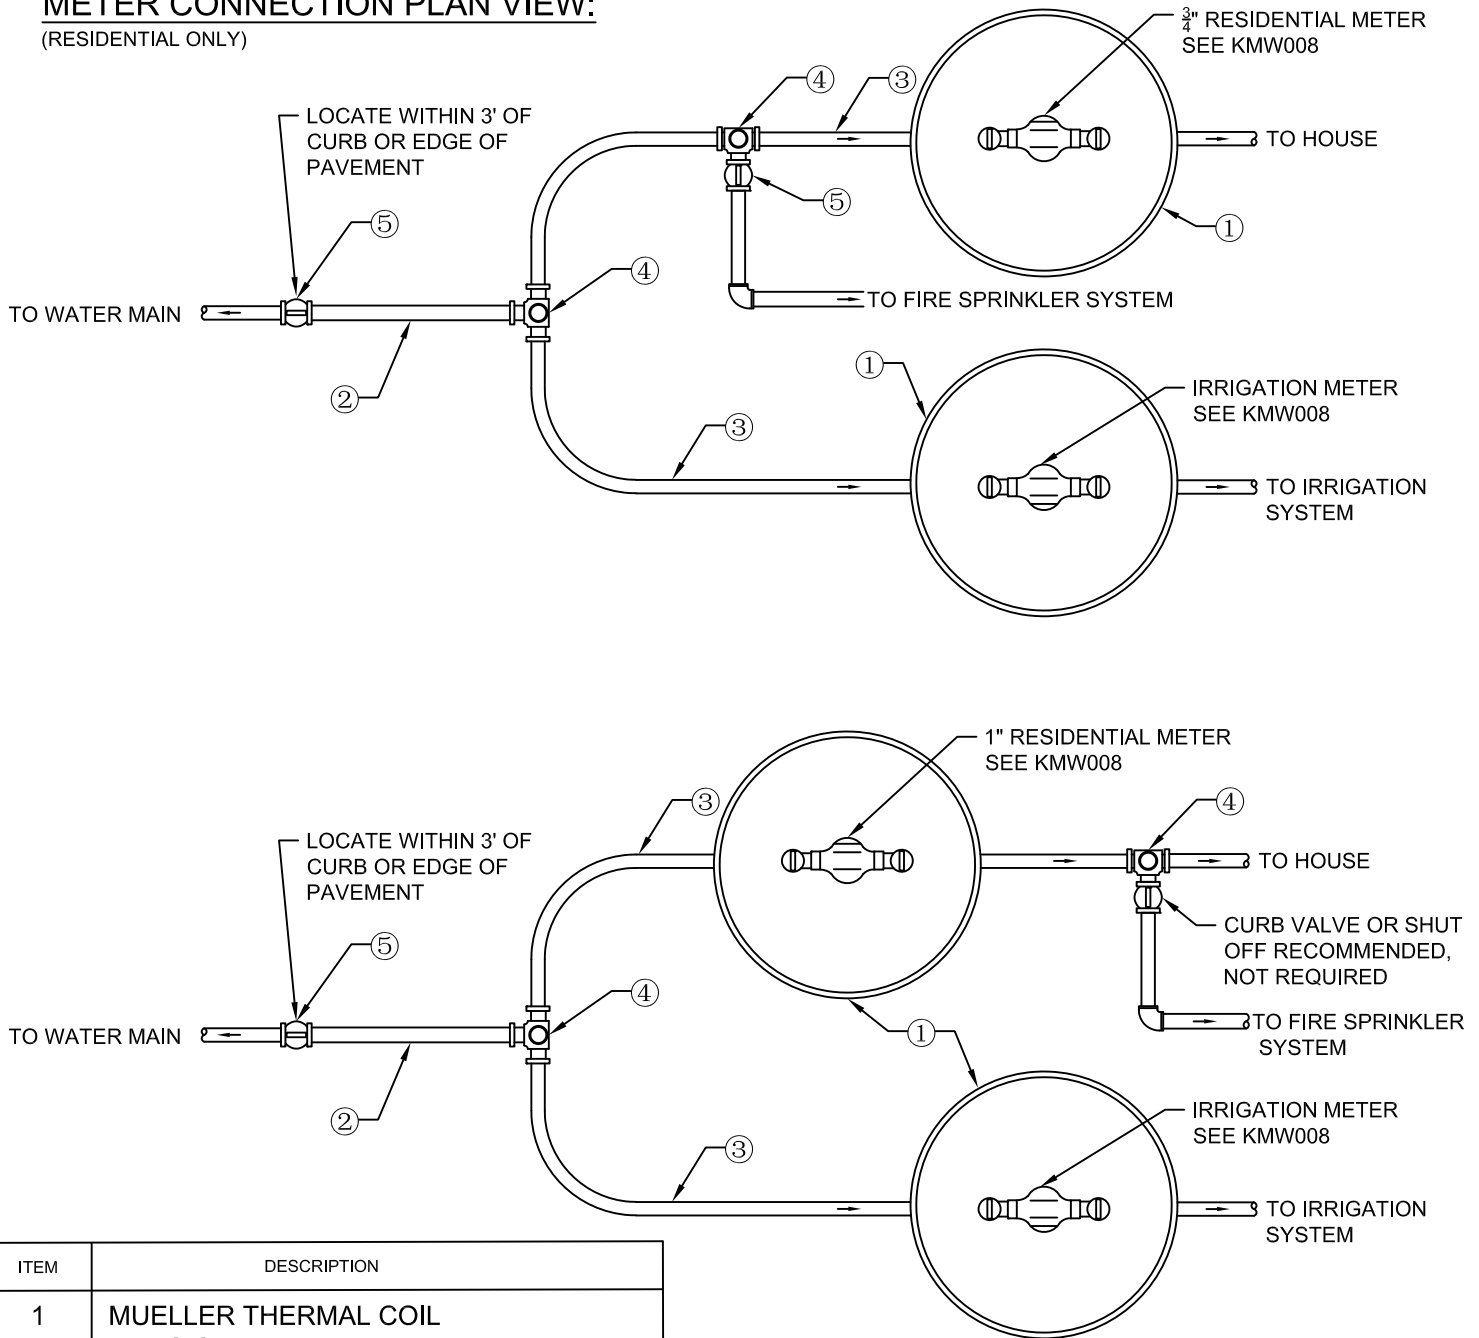 METER CONNECTION PLAN VIEW:
(RESIDENTIAL ONLY)
3/4" RESIDENTIAL METER
SEE KMW008
④
③
LOCATE WITHIN 3' OF
CURB OR EDGE OF
PAVEMENT
TO HOUSE
⑤
⑤
①
④
TO WATER MAIN
TO FIRE SPRINKLER SYSTEM
②
①
IRRIGATION METER
SEE KMW008
③
TO IRRIGATION
SYSTEM
1" RESIDENTIAL METER
SEE KMW008
③
④
LOCATE WITHIN 3' OF
CURB OR EDGE OF
PAVEMENT
TO HOUSE
⑤
CURB VALVE OR SHUT
OFF RECOMMENDED,
NOT REQUIRED
④
TO WATER MAIN
①
TO FIRE SPRINKLER
SYSTEM
②
IRRIGATION METER
SEE KMW008
③
TO IRRIGATION
SYSTEM
ITEM DESCRIPTION
1 MUELLER THERMAL COIL